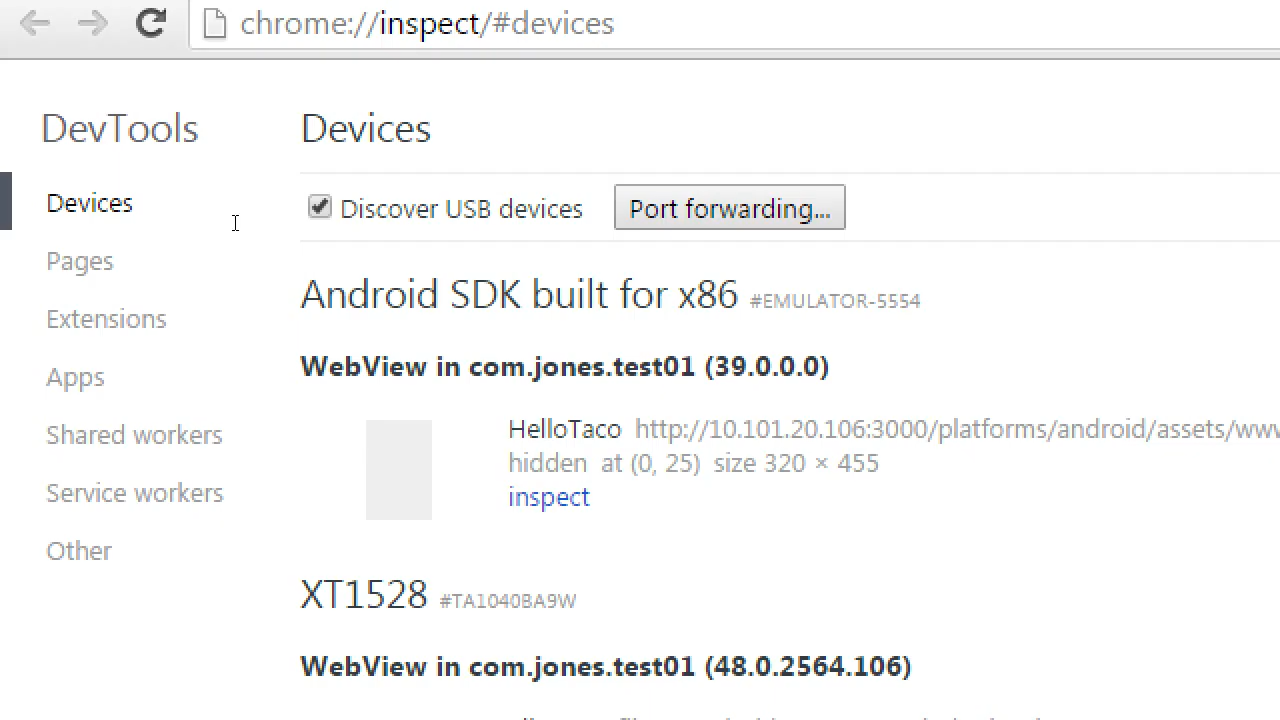 chrome://inspect/#devices
DevTools
Devices
Pages
Extensions
Apps
Shared workers
Service workers
Other
Devices
Discover USB devices Port forwarding...
Android SDK built for x86 #EMULATOR-5554
WebView in com.jones.test01 (39.0.0.0)
HelloTaco http://10.101.20.106:3000/platforms/android/assets/www
hidden at (0, 25) size 320 × 455
inspect
XT1528 #TA1040BA9W
WebView in com.jones.test01 (48.0.2564.106)